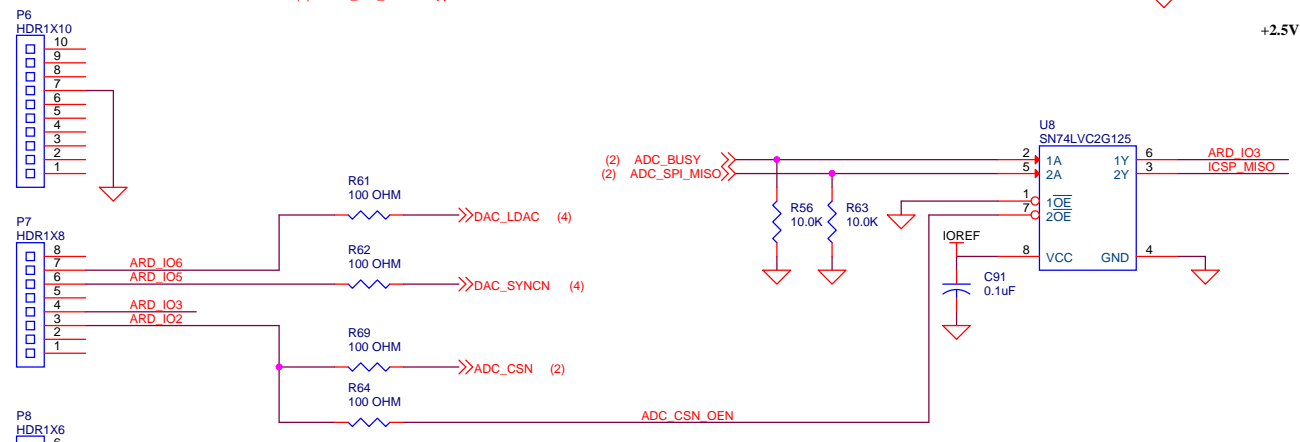 P6
HDR1X10
10
9
8
7
6
5
4
3
2
1
+2.5V
U8
SN74LVC2G125
(2) ADC_BUSY
(2) ADC_SPI_MISO
2 1A 1Y 6 ARD_IO3
5 2A 2Y 3 ICSP_MISO
1 1OE
7 2OE
R56
10.0K
R63
10.0K
IOREF
8 VCC GND 4
C91
0.1uF
R61
100 OHM
DAC_LDAC (4)
P7
HDR1X8
8
7 ARD_IO6
6 ARD_IO5
5
4 ARD_IO3
3 ARD_IO2
2
1
R62
100 OHM
DAC_SYNCN (4)
R69
100 OHM
ADC_CSN (2)
R64
100 OHM
ADC_CSN_OEN
P8
HDR1X6